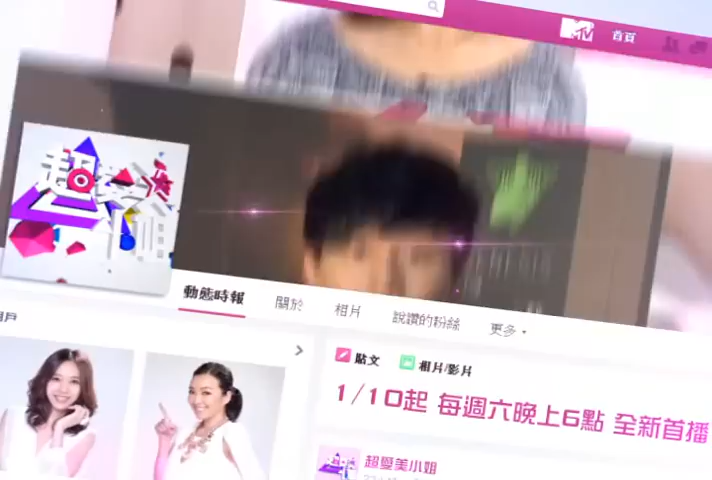 MTV 首頁
動態時報 關於 相片 說讚的粉絲 更多
貼文 相片/影片
1/10起 每週六晚上6點 全新首播
超愛美小姐